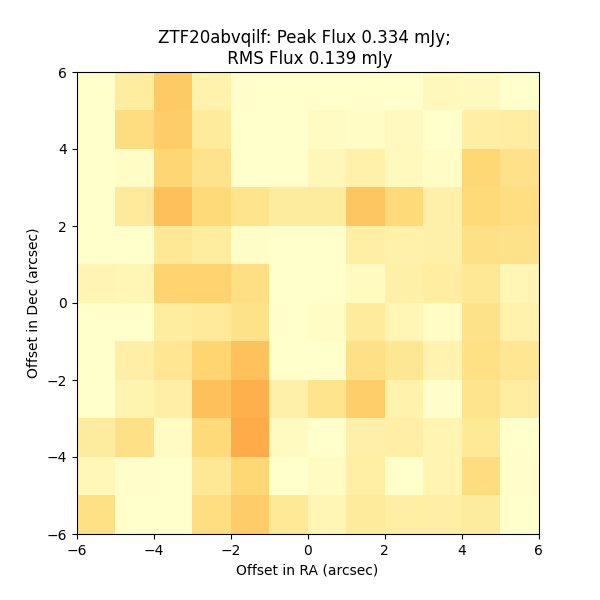 ZTF20abvqilf: Peak Flux 0.334 mJy;
RMS Flux 0.139 mJy
6
4
2
0
−2
−4
−6
Offset in Dec (arcsec)
−6 −4 −2 0 2 4 6
Offset in RA (arcsec)